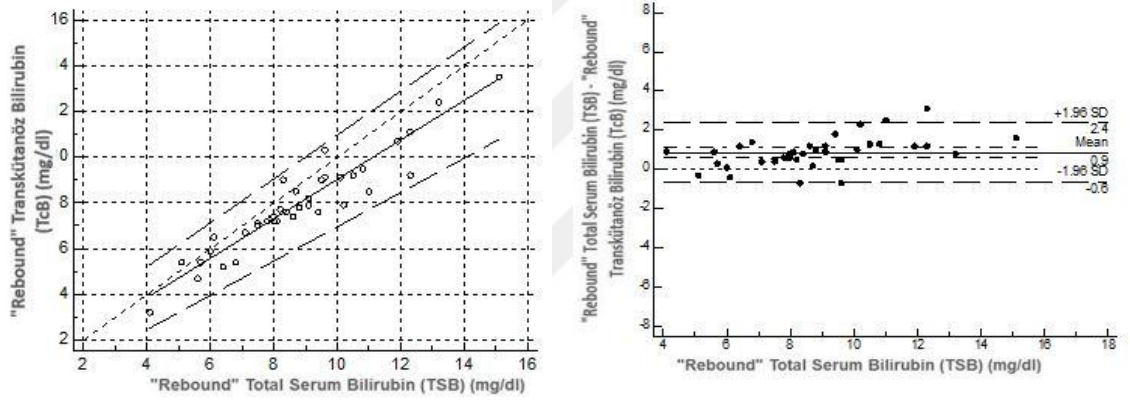 "Rebound" Transkütanöz Bilirubin
(TcB) (mg/dl)
16
4
2
0
8
6
4
2
2 4 6 8 10 12 14 16
"Rebound" Total Serum Bilirubin (TSB) (mg/dl)
"Rebound" Total Serum Bilirubin (TSB) - "Rebound"
Transkütanöz Bilirubin (TcB) (mg/dl)
8
6
4
2
0
-2
-4
-6
-8
+1.96 SD
2.4
Mean
0.9
-1.96 SD
-0.6
4 6 8 10 12 14 16 18
"Rebound" Total Serum Bilirubin (TSB) (mg/dl)